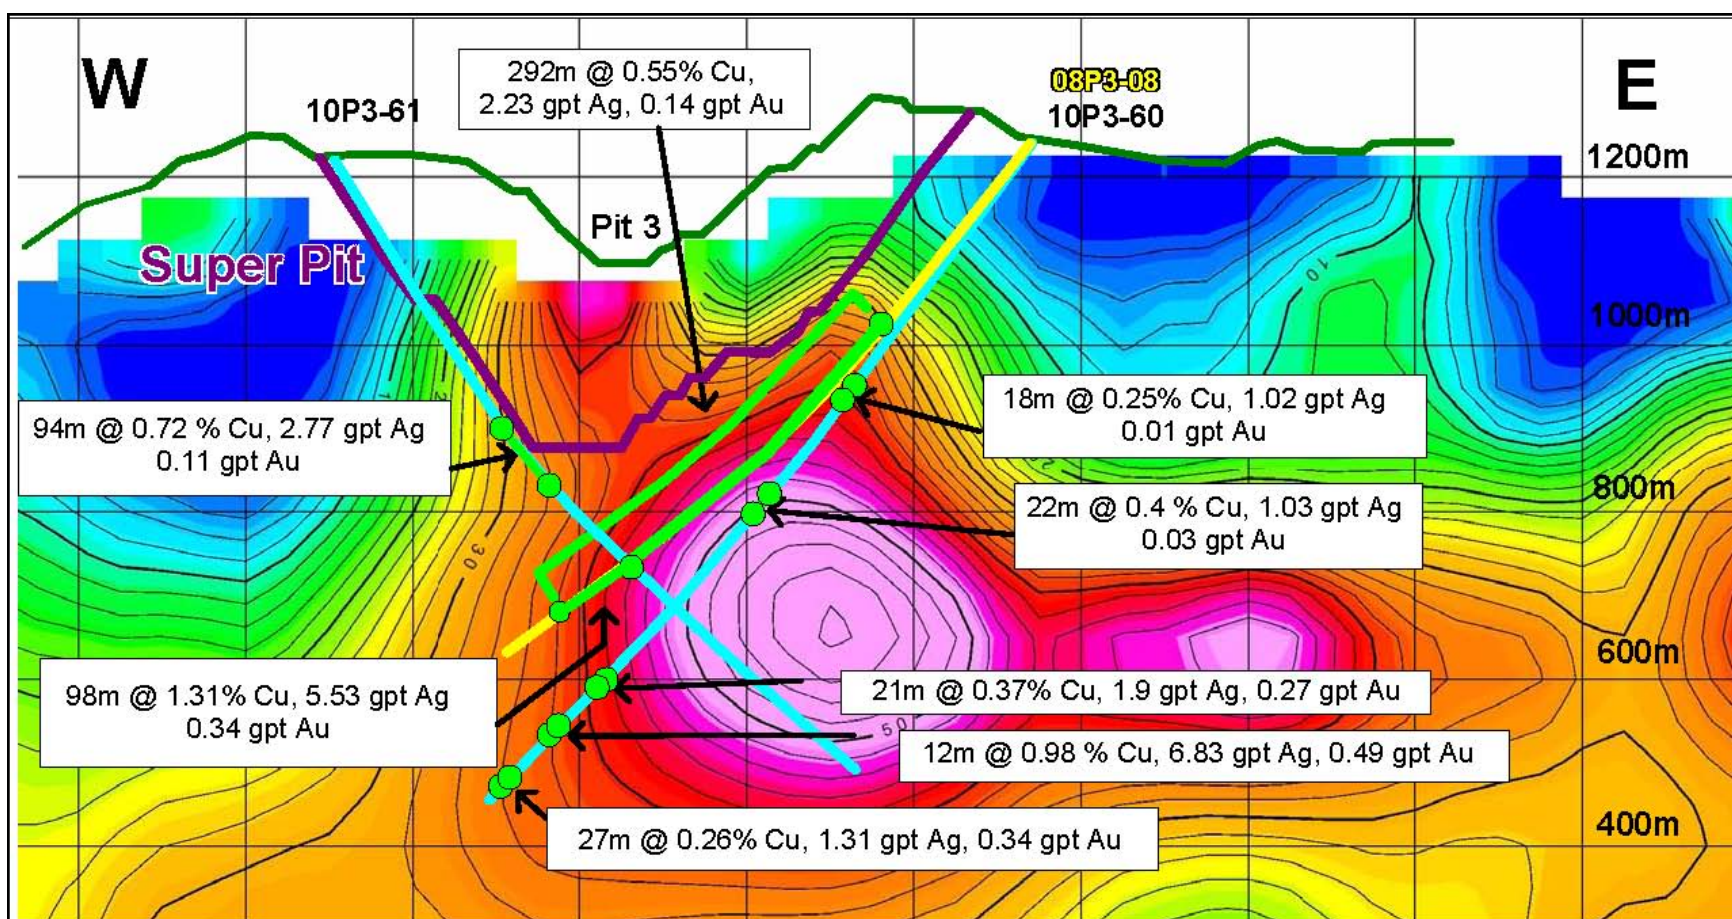 W
E
292m @ 0.55% Cu,
2.23 gpt Ag, 0.14 gpt Au
08P3-08
10P3-60
10P3-61
1200m
Pit 3
Super Pit
10
1000m
94m @ 0.72 % Cu, 2.77 gpt Ag
0.11 gpt Au
18m @ 0.25% Cu, 1.02 gpt Ag
0.01 gpt Au
800m
22m @ 0.4 % Cu, 1.03 gpt Ag
0.03 gpt Au
30
600m
98m @ 1.31% Cu, 5.53 gpt Ag
0.34 gpt Au
21m @ 0.37% Cu, 1.9 gpt Ag, 0.27 gpt Au
50
12m @ 0.98 % Cu, 6.83 gpt Ag, 0.49 gpt Au
400m
27m @ 0.26% Cu, 1.31 gpt Ag, 0.34 gpt Au